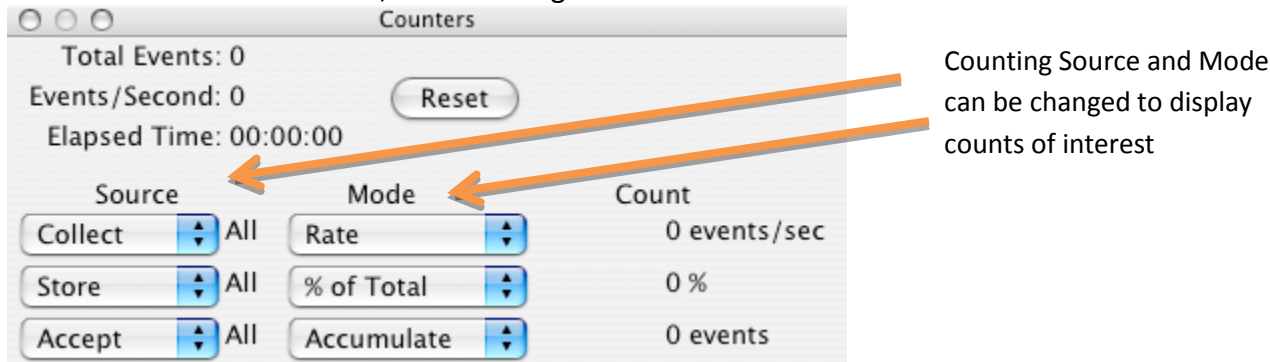 Counters
Total Events: 0
Events/Second: 0 Reset
Elapsed Time: 00:00:00
Counting Source and Mode
can be changed to display
counts of interest
Source Mode Count
Collect All Rate 0 events/sec
Store All % of Total 0 %
Accept All Accumulate 0 events